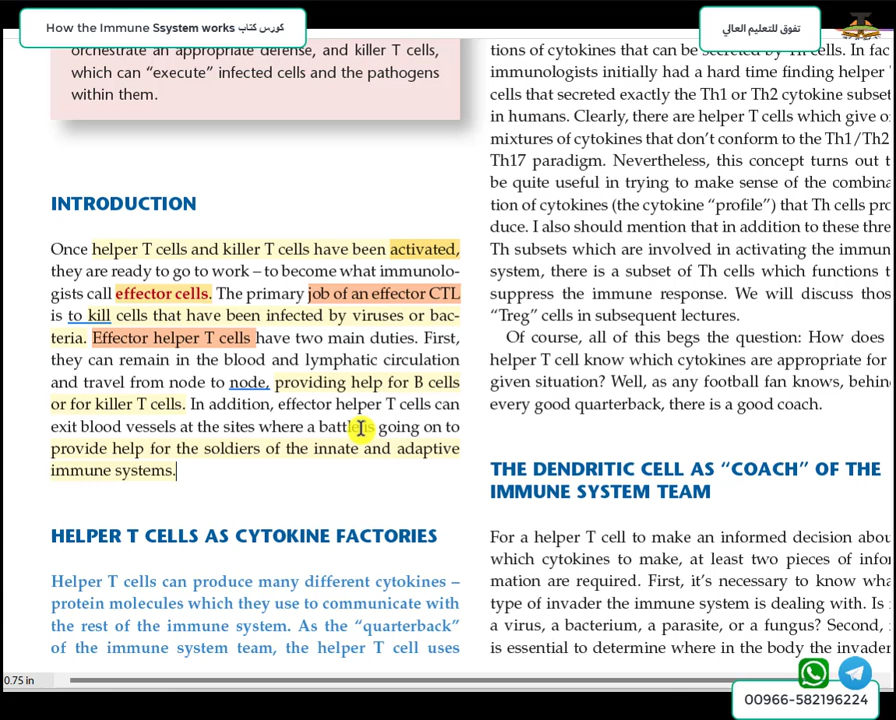 How the Immune Ssystem works كورس كتاب
تفوق للتعليم العالي
orchestrate an appropriate defense, and killer T cells,
which can “execute” infected cells and the pathogens
within them.
INTRODUCTION
Once helper T cells and killer T cells have been activated,
they are ready to go to work – to become what immunolo-
gists call effector cells. The primary job of an effector CTL
is to kill cells that have been infected by viruses or bac-
teria. Effector helper T cells have two main duties. First,
they can remain in the blood and lymphatic circulation
and travel from node to node, providing help for B cells
or for killer T cells. In addition, effector helper T cells can
exit blood vessels at the sites where a battle is going on to
provide help for the soldiers of the innate and adaptive
immune systems.
HELPER T CELLS AS CYTOKINE FACTORIES
Helper T cells can produce many different cytokines –
protein molecules which they use to communicate with
the rest of the immune system. As the “quarterback”
of the immune system team, the helper T cell uses
tions of cytokines that can be secreted by Th cells. In fac
immunologists initially had a hard time finding helper
cells that secreted exactly the Th1 or Th2 cytokine subset
in humans. Clearly, there are helper T cells which give o
mixtures of cytokines that don’t conform to the Th1/Th2
Th17 paradigm. Nevertheless, this concept turns out t
be quite useful in trying to make sense of the combina
tion of cytokines (the cytokine “profile”) that Th cells pro
duce. I also should mention that in addition to these thre
Th subsets which are involved in activating the immun
system, there is a subset of Th cells which functions t
suppress the immune response. We will discuss thos
“Treg” cells in subsequent lectures.
Of course, all of this begs the question: How does
helper T cell know which cytokines are appropriate for
given situation? Well, as any football fan knows, behin
every good quarterback, there is a good coach.
THE DENDRITIC CELL AS “COACH” OF THE
IMMUNE SYSTEM TEAM
For a helper T cell to make an informed decision abou
which cytokines to make, at least two pieces of infor
mation are required. First, it’s necessary to know wha
type of invader the immune system is dealing with. Is
a virus, a bacterium, a parasite, or a fungus? Second,
is essential to determine where in the body the invader
0.75 in
00966-582196224